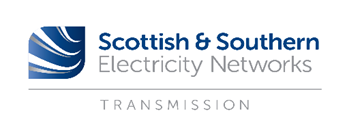 Scottish & Southern
Electricity Networks
TRANSMISSION